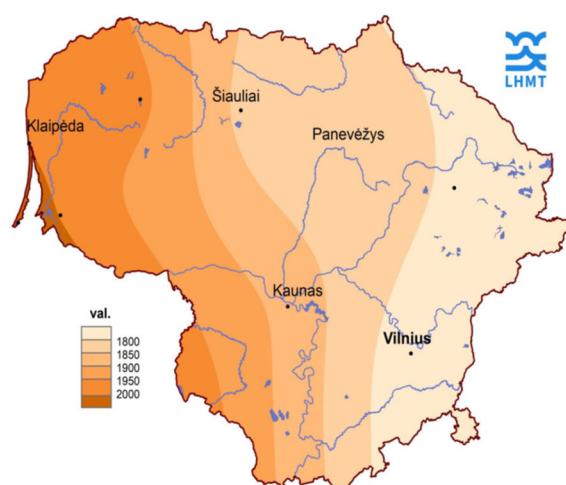 LHMT
Šiauliai
Klaipėda
Panevėžys
Kaunas
val.
Vilnius
1800
1850
1900
1950
2000